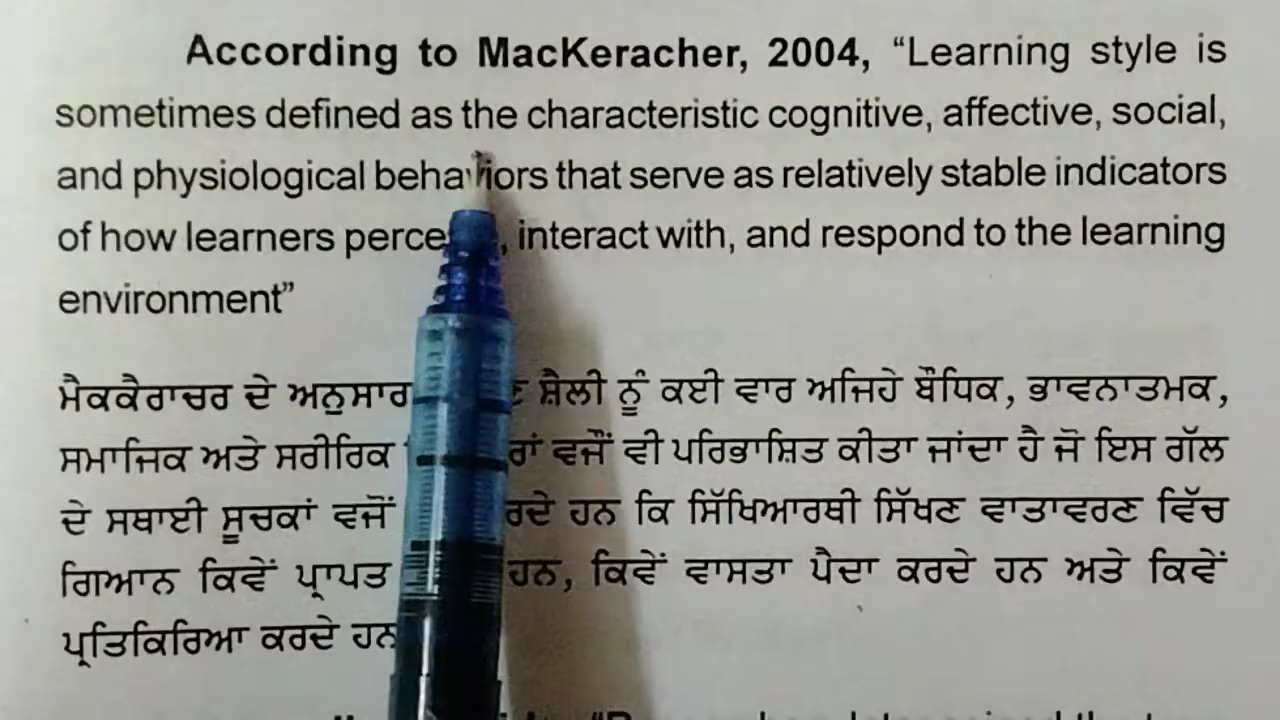 According to MacKeracher, 2004, “Learning style is
sometimes defined as the characteristic cognitive, affective, social,
and physiological behaviors that serve as relatively stable indicators
of how learners , interact with, and respond to the learning
environment”
ਮੈਕਕੈਰਾਚਰ ਦੇ ਅਨੁਸਾਰ ਸ਼ੈਲੀ ਨੂੰ ਕਈ ਵਾਰ ਅਜਿਹੇ ਬੌਧਿਕ, ਭਾਵਨਾਤਮਕ,
ਸਮਾਜਿਕ ਅਤੇ ਸਰੀਰਿਕ ਵਜੋਂ ਵੀ ਪਰਿਭਾਸ਼ਿਤ ਕੀਤਾ ਜਾਂਦਾ ਹੈ ਜੋ ਇਸ ਗੱਲ
ਦੇ ਸਥਾਈ ਸੂਚਕਾਂ ਵਜੋਂ ਹਨ ਕਿ ਸਿੱਖਿਆਰਥੀ ਸਿੱਖਣ ਵਾਤਾਵਰਣ ਵਿੱਚ
ਗਿਆਨ ਕਿਵੇਂ ਪ੍ਰਾਪਤ ਹਨ, ਕਿਵੇਂ ਵਾਸਤਾ ਪੈਦਾ ਕਰਦੇ ਹਨ ਅਤੇ ਕਿਵੇਂ
ਪ੍ਰਤਿਕਿਰਿਆ ਕਰਦੇ ਹਨ